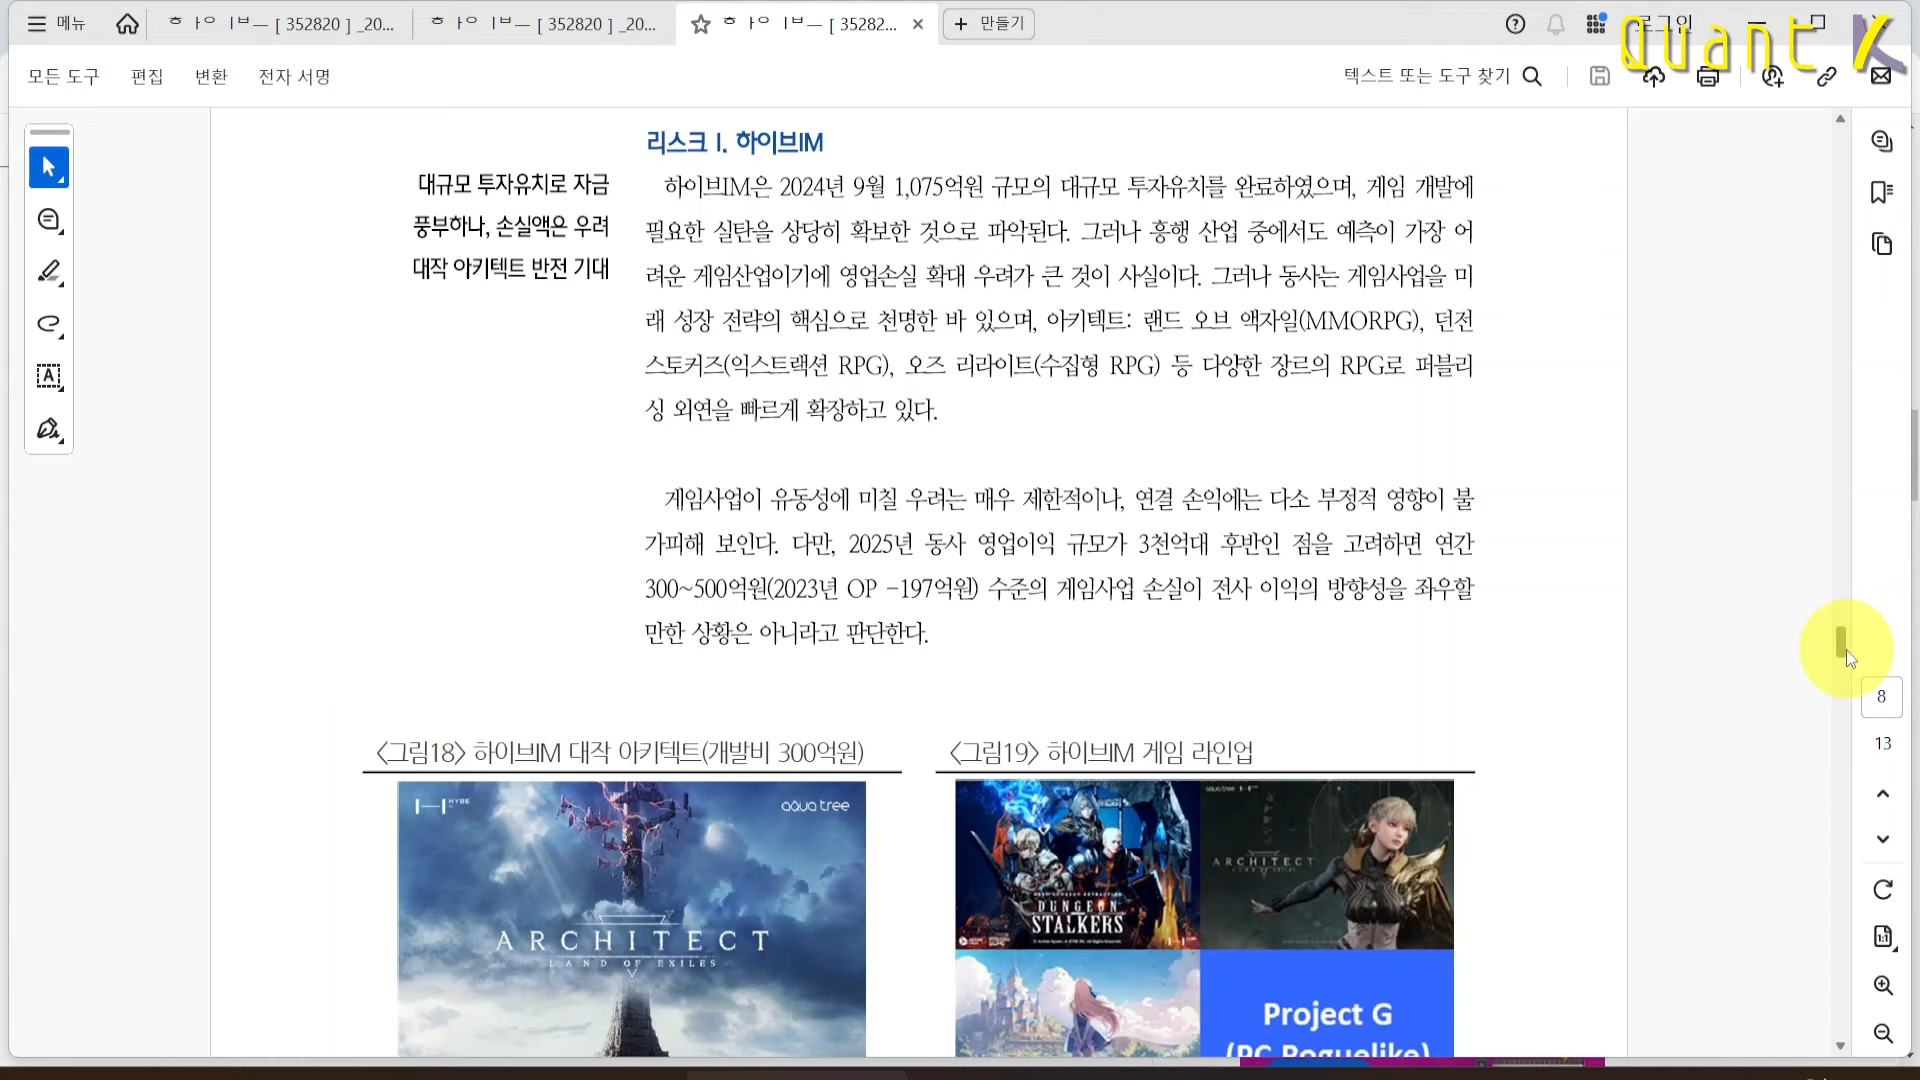 메뉴
ㅎ ㅏㅇ ㅣㅂㅡ [ 352820 ] _20...
ㅎ ㅏㅇ ㅣㅂㅡ [ 352820 ] _20...
ㅎ ㅏㅇ ㅣㅂㅡ [ 35282...
만들기
로그인
Quant K
모든 도구
편집
변환
전자 서명
텍스트 또는 도구 찾기
리스크 I. 하이브IM
대규모 투자유치로 자금
풍부하나, 손실액은 우려
대작 아키텍트 반전 기대
하이브IM은 2024년 9월 1,075억원 규모의 대규모 투자유치를 완료하였으며, 게임 개발에
필요한 실탄을 상당히 확보한 것으로 파악된다. 그러나 흥행 산업 중에서도 예측이 가장 어
려운 게임산업이기에 영업손실 확대 우려가 큰 것이 사실이다. 그러나 동사는 게임사업을 미
래 성장 전략의 핵심으로 천명한 바 있으며, 아키텍트: 랜드 오브 액자일(MMORPG), 던전
스토커즈(익스트랙션 RPG), 오즈 리라이트(수집형 RPG) 등 다양한 장르의 RPG로 퍼블리
싱 외연을 빠르게 확장하고 있다.
게임사업이 유동성에 미칠 우려는 매우 제한적이나, 연결 손익에는 다소 부정적 영향이 불
가피해 보인다. 다만, 2025년 동사 영업이익 규모가 3천억대 후반인 점을 고려하면 연간
300~500억원(2023년 OP -197억원) 수준의 게임사업 손실이 전사 이익의 방향성을 좌우할
만한 상황은 아니라고 판단한다.
<그림18> 하이브IM 대작 아키텍트(개발비 300억원)
<그림19> 하이브IM 게임 라인업
HYBE
aqua tree
ARCHITECT
LAND OF EXILES
DUNGEON
STALKERS
aqua tree
ARCHITECT
Project G
(PC Roguelike)
8
13